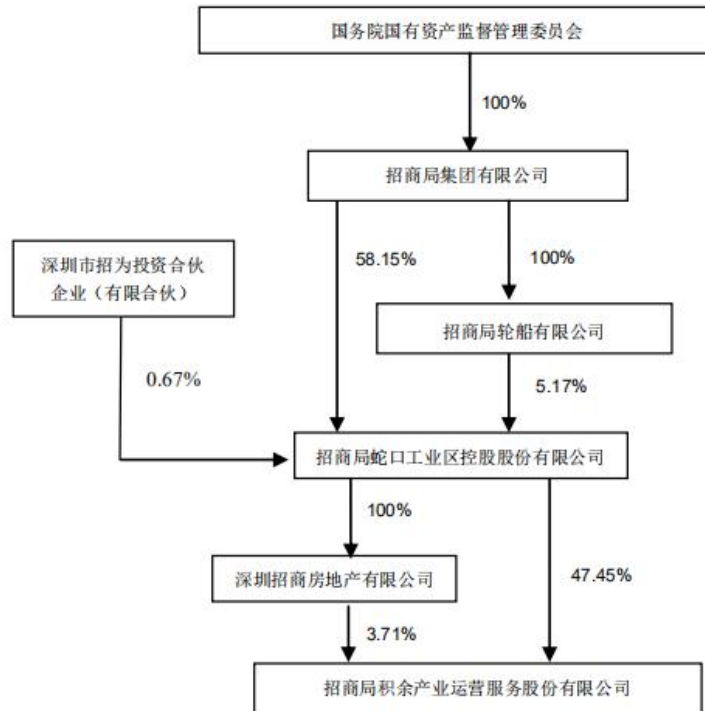 国务院国有资产监督管理委员会
100%
招商局集团有限公司
深圳市招为投资合伙
企业（有限合伙）
58.15%
100%
招商局轮船有限公司
0.67%
5.17%
招商局蛇口工业区控股股份有限公司
100%
深圳招商房地产有限公司
47.45%
3.71%
招商局积余产业运营服务股份有限公司